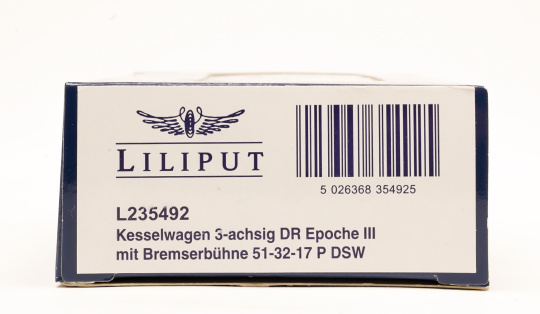 LILIPUT
5 026368 354925
L235492
Kesselwagen 3-achsig DR Epoche III
mit Bremserbühne 51-32-17 P DSW